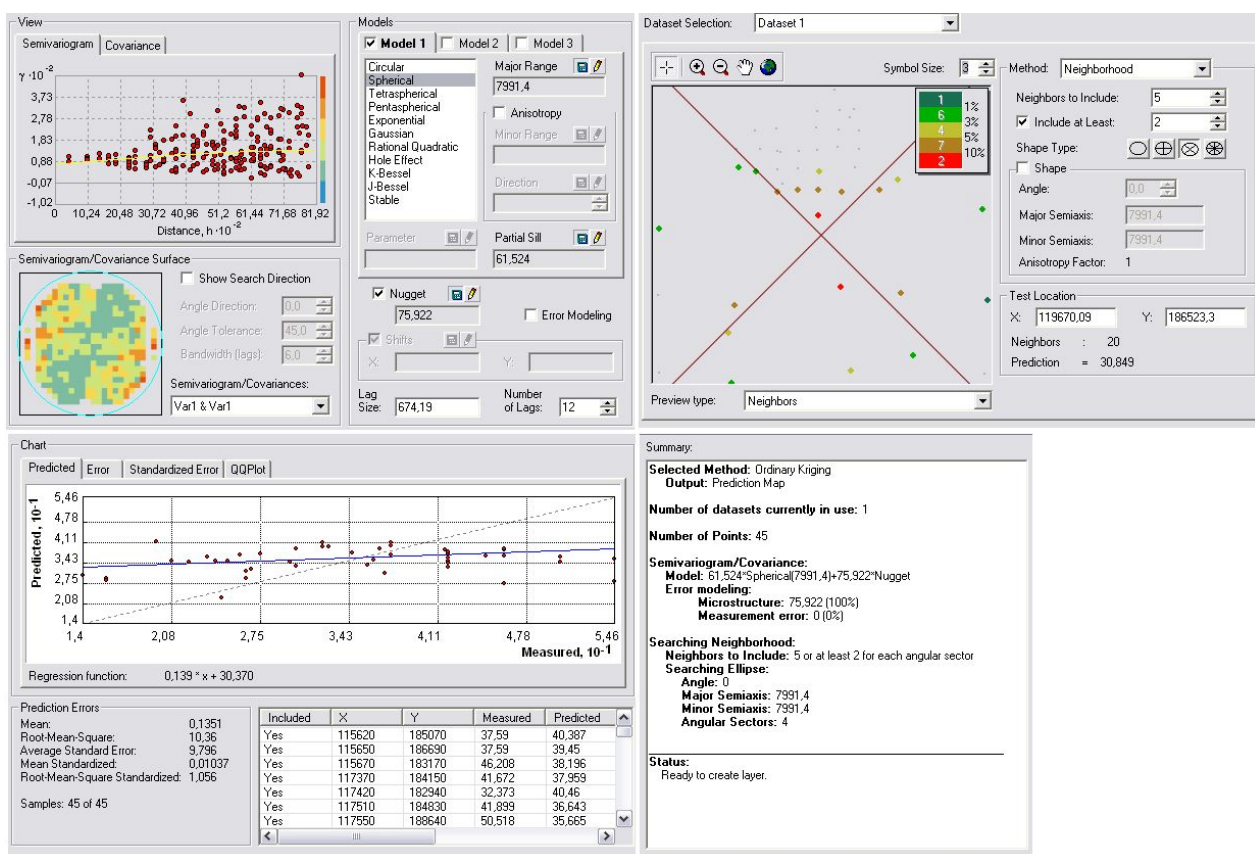 View
Semivariogram Covariance
γ ·10 -2
3,73
2,78
1,83
0,88
-0,07
-1,02
0 10,24 20,48 30,72 40,96 51,2 61,44 71,68 81,92
Distance, h ·10 -2
Semivariogram/Covariance Surface
Show Search Direction
Angle Direction: 0,0
Angle Tolerance: 45,0
Bandwidth (lags): 6,0
Semivariogram/Covariances:
Var1 & Var1
Models
Model 1 Model 2 Model 3
Circular
Spherical
Tetraspherical
Pentaspherical
Exponential
Gaussian
Rational Quadratic
Hole Effect
K-Bessel
J-Bessel
Stable
Major Range
7991,4
Anisotropy
Minor Range
Direction
Parameter
Partial Sill
61,524
Nugget
75,922
Error Modeling
Shifts
X: Y:
Lag Size: 674,19
Number of Lags: 12
Dataset Selection: Dataset 1
Symbol Size: 3
1
6
4
7
2
1%
3%
5%
10%
Preview type: Neighbors
Method: Neighborhood
Neighbors to Include: 5
Include at Least: 2
Shape Type:
Shape
Angle: 0,0
Major Semiaxis: 7991,4
Minor Semiaxis: 7991,4
Anisotropy Factor: 1
Test Location
X: 119670,09 Y: 186523,3
Neighbors : 20
Prediction = 30,849
Chart
Predicted Error Standardized Error QQPlot
Predicted, 10-1
5,46
4,78
4,11
3,43
2,75
2,08
1,4
1,4 2,08 2,75 3,43 4,11 4,78 5,46
Measured, 10-1
Regression function: 0,139 * x + 30,370
Prediction Errors
Mean: 0,1351
Root-Mean-Square: 10,36
Average Standard Error: 9,796
Mean Standardized: 0,01037
Root-Mean-Square Standardized: 1,056
Samples: 45 of 45
Included X Y Measured Predicted
Yes 115620 185070 37,59 40,387
Yes 115650 186690 37,59 39,45
Yes 115670 183170 46,208 38,196
Yes 117370 184150 41,672 37,959
Yes 117420 182940 32,373 40,46
Yes 117510 184830 41,899 36,643
Yes 117550 188640 50,518 35,665
Summary:
Selected Method: Ordinary Kriging
Output: Prediction Map
Number of datasets currently in use: 1
Number of Points: 45
Semivariogram/Covariance:
Model: 61,524*Spherical(7991,4)+75,922*Nugget
Error modeling:
Microstructure: 75,922 (100%)
Measurement error: 0 (0%)
Searching Neighborhood:
Neighbors to Include: 5 or at least 2 for each angular sector
Searching Ellipse:
Angle: 0
Major Semiaxis: 7991,4
Minor Semiaxis: 7991,4
Angular Sectors: 4
Status:
Ready to create layer.